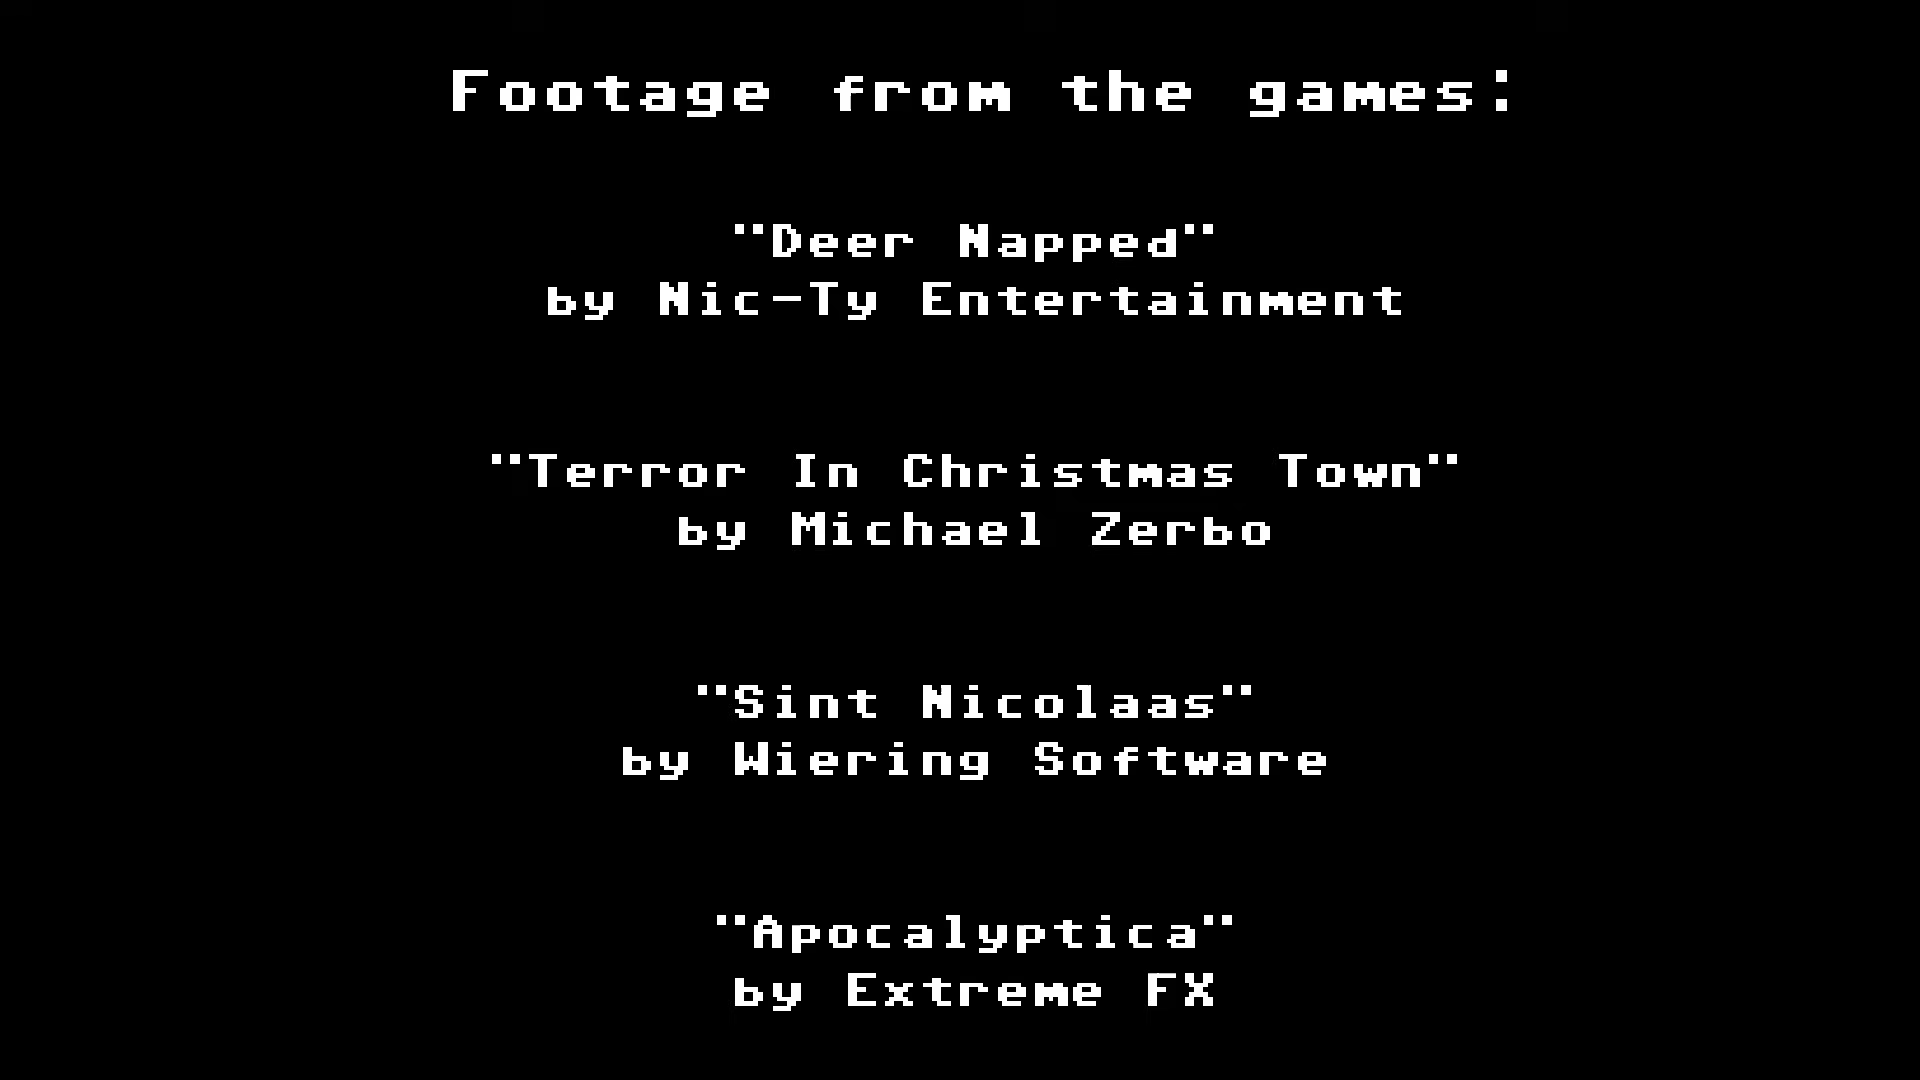 Footage from the games:
"Deer Napped"
by Nic-Ty Entertainment
"Terror In Christmas Town"
by Michael Zerbo
"Sint Nicolaas"
by Wiering Software
"Apocalyptica"
by Extreme FX